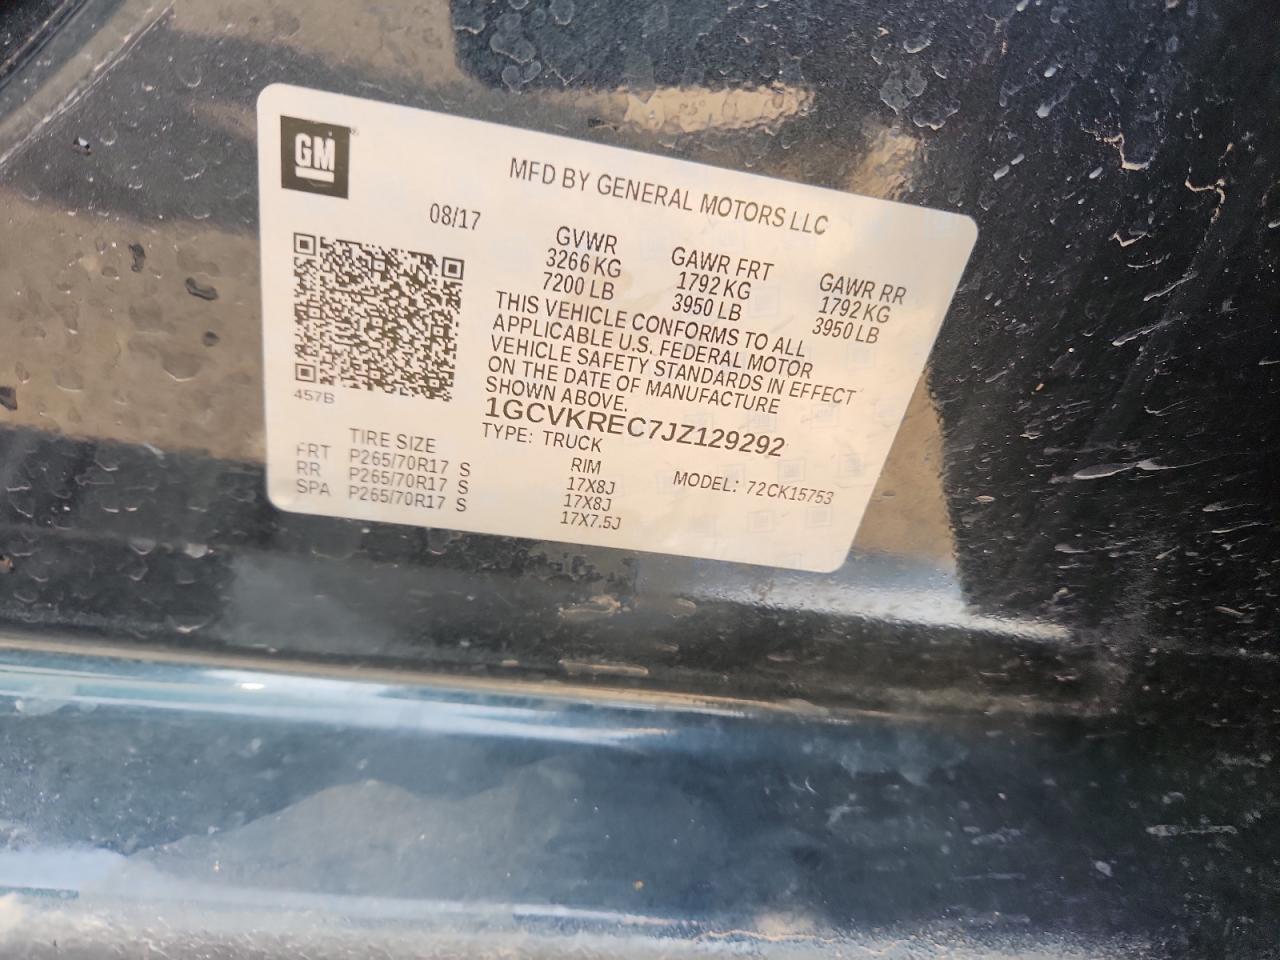 GM
MFD BY GENERAL MOTORS LLC
08/17
GVWR
3266 KG
7200 LB
GAWR FRT
1792 KG
3950 LB
GAWR RR
1792 KG
3950 LB
THIS VEHICLE CONFORMS TO ALL
APPLICABLE U.S. FEDERAL MOTOR
VEHICLE SAFETY STANDARDS IN EFFECT
ON THE DATE OF MANUFACTURE
SHOWN ABOVE.
457B
1GCVKREC7JZ129292
TYPE: TRUCK
MODEL: 72CK15753
TIRE SIZE
RIM
FRT P265/70R17 S 17X8J
RR P265/70R17 S 17X8J
SPA P265/70R17 S 17X7.5J